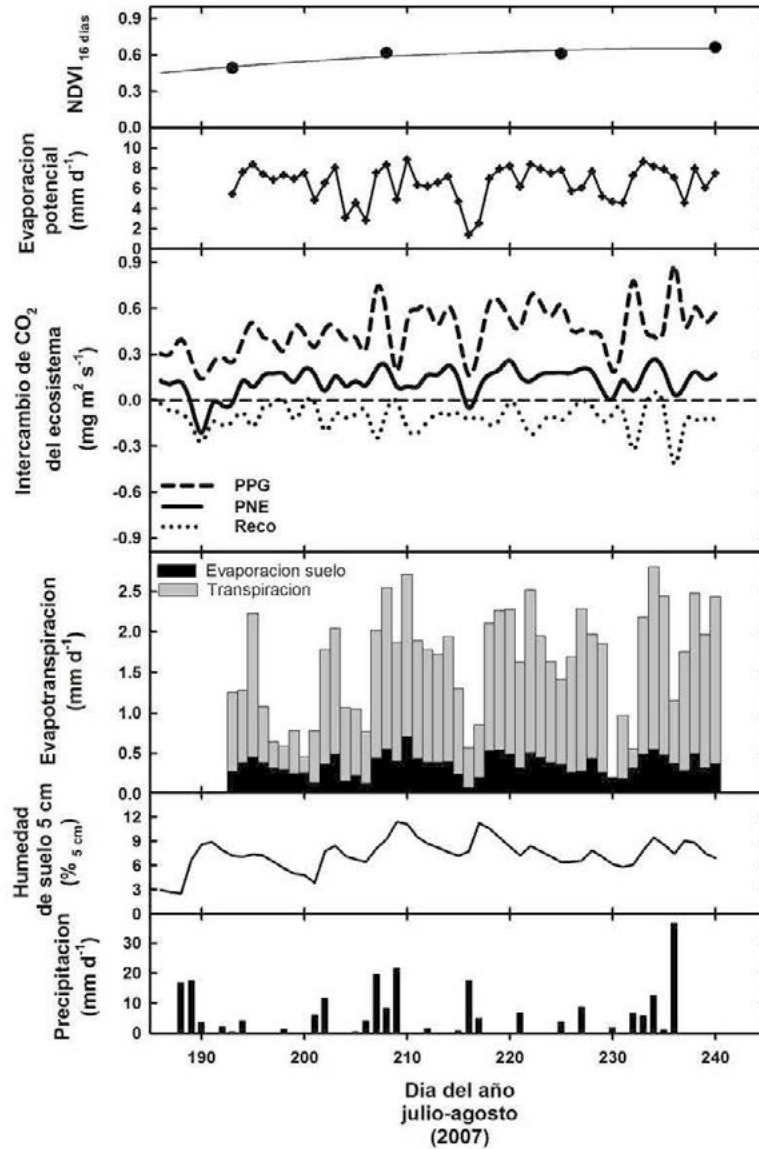 NDVI 16 dias
0.9
0.6
0.3
0.0
Evaporacion
potencial
(mm d-1)
10
8
6
4
2
0
Intercambio de CO2
del ecosistema
(mg m2 s-1)
0.9
0.6
0.3
0.0
-0.3
-0.6
-0.9
PPG
PNE
Reco
Evapotranspiracion
(mm d-1)
2.5
2.0
1.5
1.0
0.5
0.0
Evaporacion suelo
Transpiracion
Humedad
de suelo 5 cm
(% 5 cm)
12
9
6
3
0
Precipitacion
(mm d-1)
30
20
10
0
190 200 210 220 230 240
Dia del año
julio-agosto
(2007)